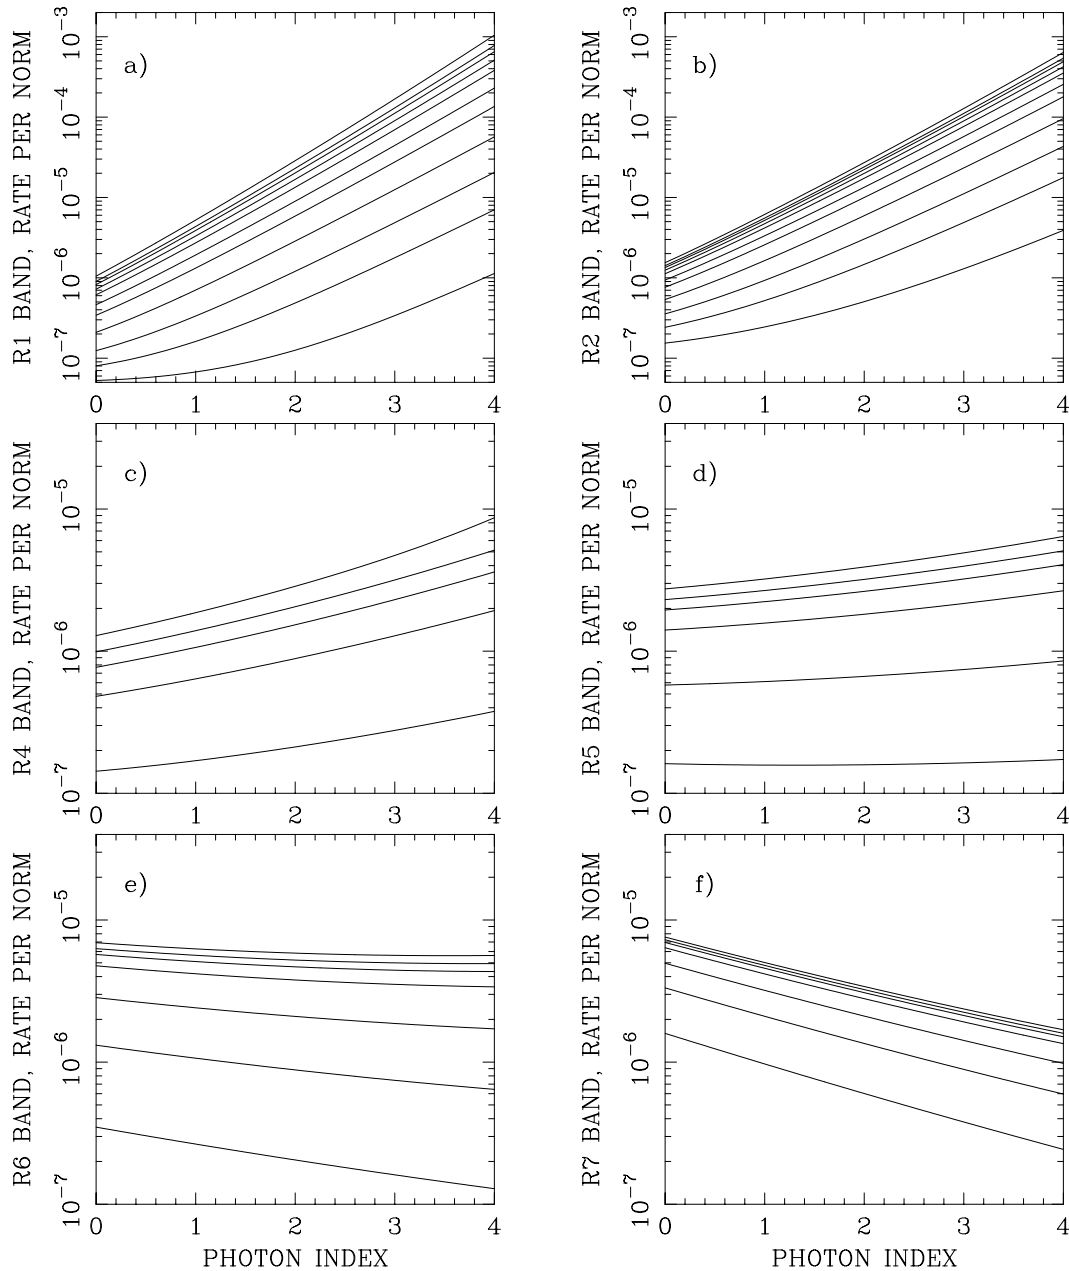 R1 BAND, RATE PER NORM
10−3
10−4
10−5
10−6
10−7
a)
0 1 2 3 4
R2 BAND, RATE PER NORM
10−3
10−4
10−5
10−6
10−7
b)
0 1 2 3 4
R4 BAND, RATE PER NORM
10−5
10−6
10−7
c)
0 1 2 3 4
R5 BAND, RATE PER NORM
10−5
10−6
10−7
d)
0 1 2 3 4
R6 BAND, RATE PER NORM
10−5
10−6
10−7
e)
0 1 2 3 4
PHOTON INDEX
R7 BAND, RATE PER NORM
10−5
10−6
10−7
f)
0 1 2 3 4
PHOTON INDEX